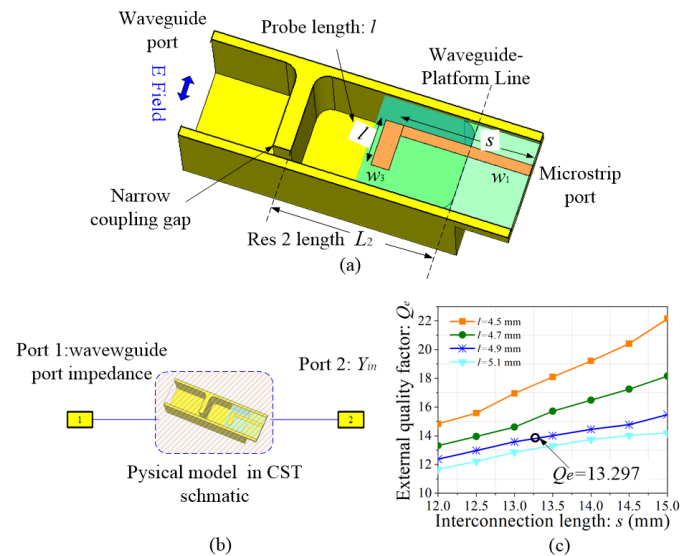 Waveguide
port
Probe length: l
Waveguide-
Platform Line
E Field
l
s
w3
w1
Microstrip
port
Narrow
coupling gap
Res 2 length L2
(a)
Port 1:wavewguide
port impedance
Port 2: Yin
1
2
Pysical model in CST
schmatic
(b)
External quality factor: Qe
22
20
18
16
14
12
10
l=4.5 mm
l=4.7 mm
l=4.9 mm
l=5.1 mm
Qe=13.297
12.0 12.5 13.0 13.5 14.0 14.5 15.0
Interconnection length: s (mm)
(c)